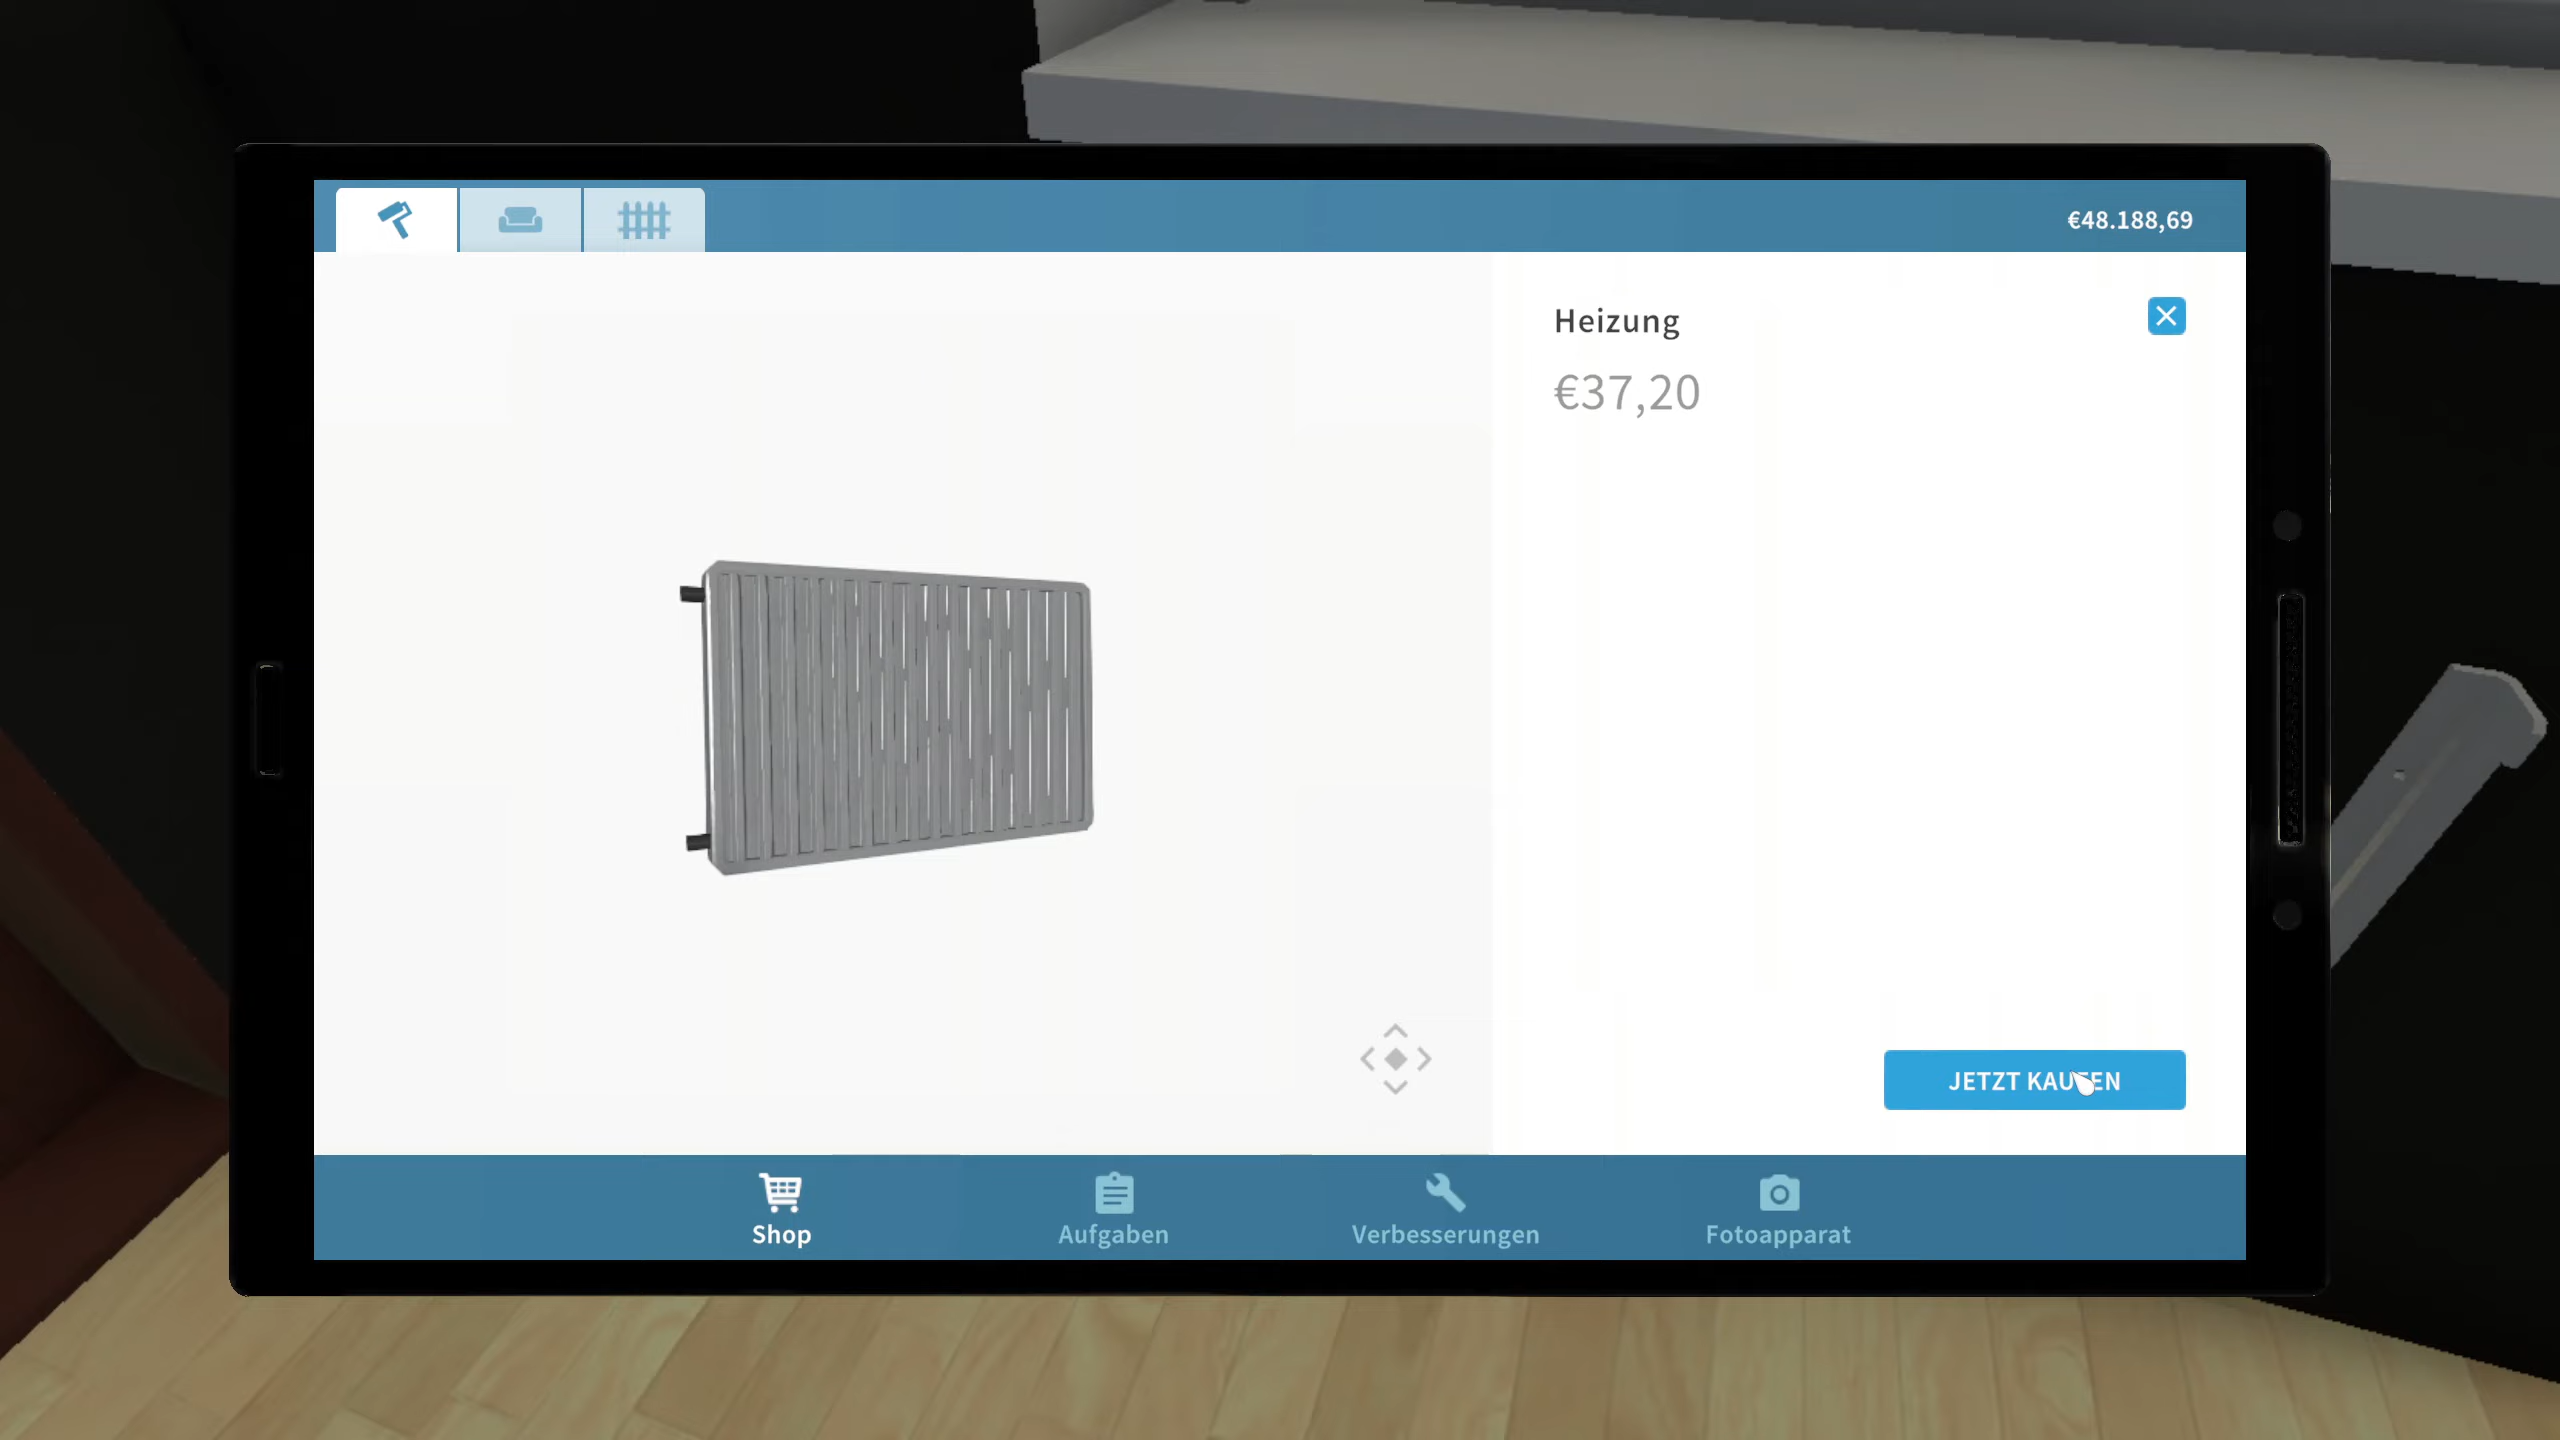 €48.188,69
Heizung
€37,20
JETZT KAUFEN
Shop
Aufgaben
Verbesserungen
Fotoapparat